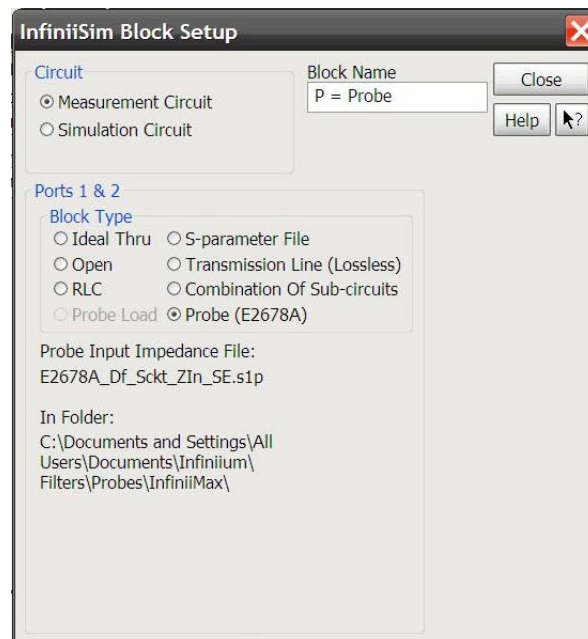 InfiniiSim Block Setup
Circuit
Measurement Circuit
Simulation Circuit
Block Name
P = Probe
Close
Help
?
Ports 1 & 2
Block Type
Ideal Thru S-parameter File
Open Transmission Line (Lossless)
RLC Combination Of Sub-circuits
Probe Load Probe (E2678A)
Probe Input Impedance File:
E2678A_Df_Sckt_ZIn_SE.s1p
In Folder:
C:\Documents and Settings\All
Users\Documents\Infiniium\
Filters\Probes\InfiniiMax\